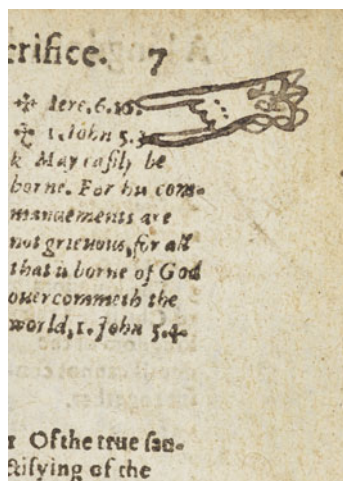 crifice. 7
✣ Iere.6.16.
✣ 1. Iohn 5.3
k May easily be
borne. For his com-
mandements are
not grieuous, for all
that is borne of God
ouercommeth the
world, 1. John 5.4.
r Of the true san-
ctifying of the